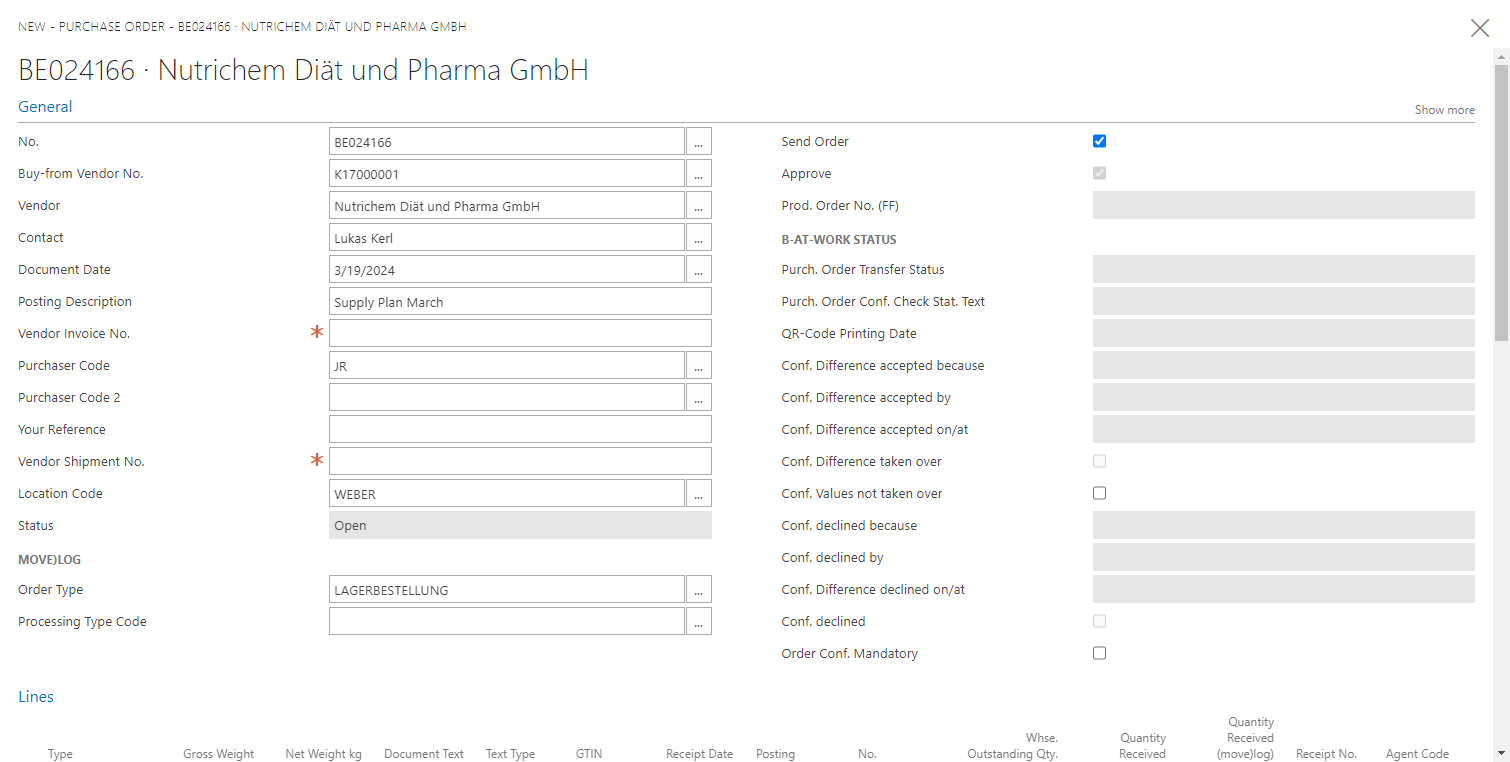 NEW - PURCHASE ORDER - BE024166 · NUTRICHEM DIÄT UND PHARMA GMBH
BE024166 · Nutrichem Diät und Pharma GmbH
General
Show more
No.
BE024166
...
Buy-from Vendor No.
K17000001
...
Vendor
Nutrichem Diät und Pharma GmbH
...
Contact
Lukas Kerl
...
Document Date
3/19/2024
...
Posting Description
Supply Plan March
Vendor Invoice No.
*
Purchaser Code
JR
...
Purchaser Code 2
...
Your Reference
Vendor Shipment No.
*
Location Code
WEBER
...
Status
Open
MOVE)LOG
Order Type
LAGERBESTELLUNG
...
Processing Type Code
...
Send Order
Approve
Prod. Order No. (FF)
B-AT-WORK STATUS
Purch. Order Transfer Status
Purch. Order Conf. Check Stat. Text
QR-Code Printing Date
Conf. Difference accepted because
Conf. Difference accepted by
Conf. Difference accepted on/at
Conf. Difference taken over
Conf. Values not taken over
Conf. declined because
Conf. declined by
Conf. Difference declined on/at
Conf. declined
Order Conf. Mandatory
Lines
Type
Gross Weight
Net Weight kg
Document Text
Text Type
GTIN
Receipt Date
Posting
No.
Whse.
Outstanding Qty.
Quantity
Received
Quantity
Received
(move)log)
Receipt No.
Agent Code